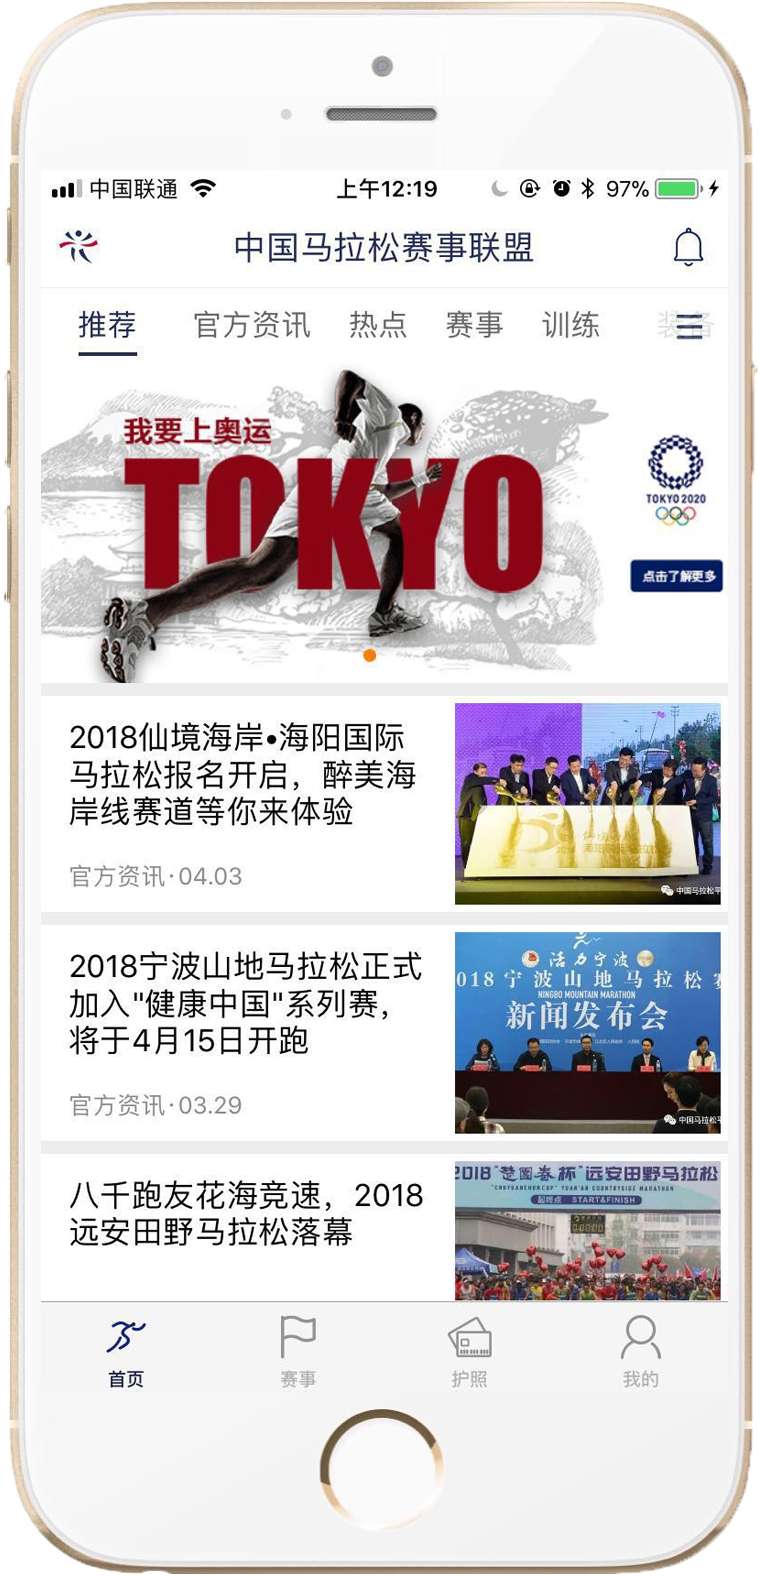 中国联通 上午12:19 97%
中国马拉松赛事联盟
推荐 官方资讯 热点 赛事 训练 装备
我要上奥运
TOKYO
TOKYO 2020
点击了解更多
2018仙境海岸•海阳国际
马拉松报名开启，醉美海
岸线赛道等你来体验
官方资讯·04.03
中国马拉松平
2018宁波山地马拉松正式
加入"健康中国"系列赛，
将于4月15日开跑
官方资讯·03.29
活力宁波
018宁波山地马拉松赛
NINGBO MOUNTAIN MARATHON
新闻发布会
中国马拉松平
八千跑友花海竞速，2018
远安田野马拉松落幕
2018"楚园春杯"远安田野马拉松
"CHUYUANCHUNCUP" YUAN'AN COUNTRYSIDE MARATHON
起终点 START&FINISH
首页 赛事 护照 我的